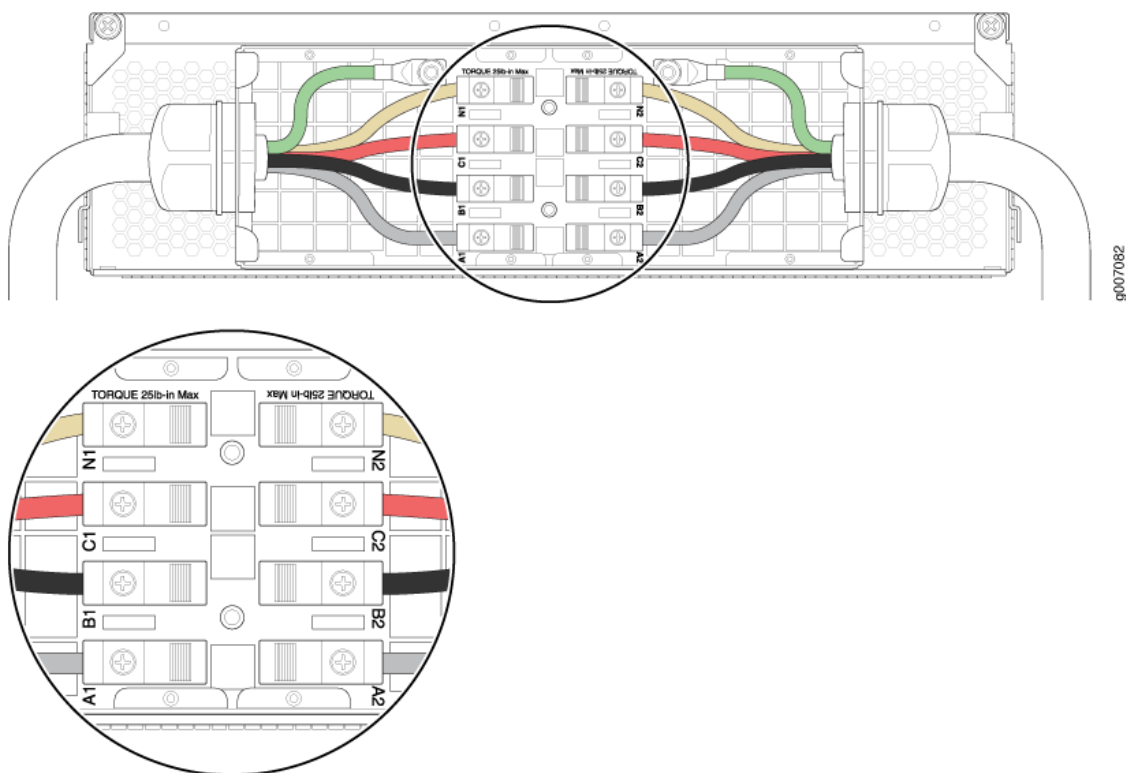 TORQUE 25lb-in Max
TORQUE 25lb-in Max
N1
N2
C1
C2
B1
B2
A1
A2
g007082
TORQUE 25lb-in Max
TORQUE 25lb-in Max
N1
N2
C1
C2
B1
B2
A1
A2